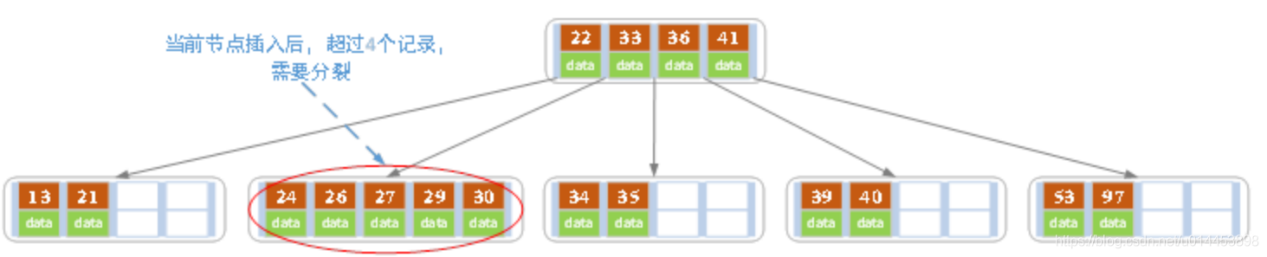 22 33 36 41
data data data data
当前节点插入后，超过4个记录，
需要分裂
13 21
data data
24 26 27 29 30
data data data data data
34 35
data data
39 40
data data
53 97
data data